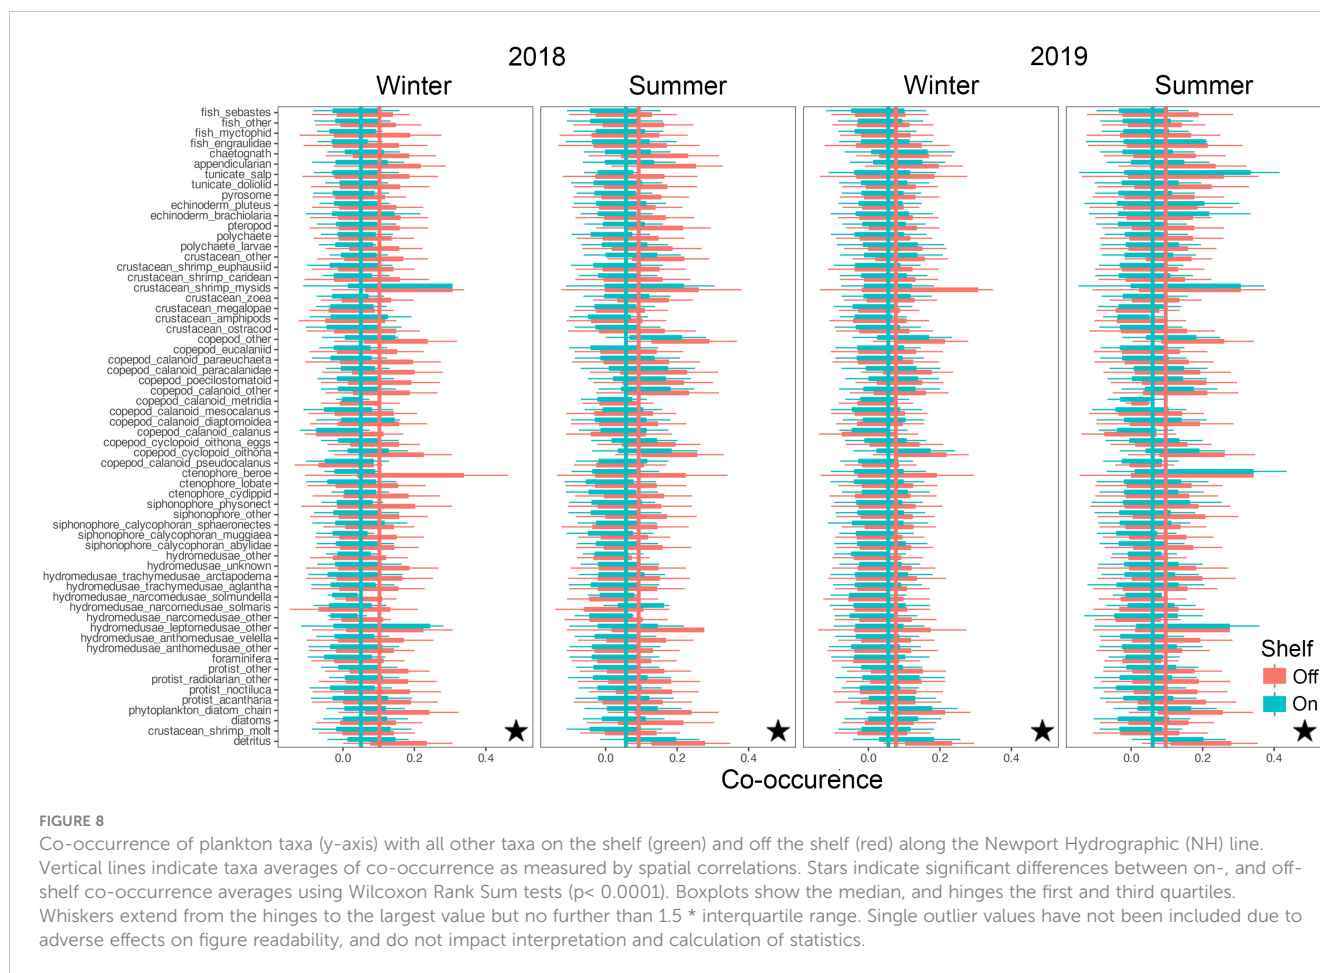 2018
2019
Winter
Summer
Winter
Summer
fish_sebastes
fish_other
fish_myctophid
fish_engraulidae
chaetognath
appendicularian
tunicate_salp
tunicate_doliolid
pyrosome
echinoderm_pluteus
echinoderm_brachiolaria
pteropod
polychaete
polychaete_larvae
crustacean_other
crustacean_shrimp_euphausiid
crustacean_shrimp_caridean
crustacean_shrimp_mysids
crustacean_zoea
crustacean_megalopae
crustacean_amphipods
crustacean_ostracod
copepod_other
copepod_eucalaniid
copepod_calanoid_paraeuchaeta
copepod_calanoid_paracalanidae
copepod_poecilostomatoid
copepod_calanoid_other
copepod_calanoid_metridia
copepod_calanoid_mesocalanus
copepod_calanoid_diaptomoidea
copepod_calanoid_calanus
copepod_cyclopoid_oithona_eggs
copepod_cyclopoid_oithona
copepod_calanoid_pseudocalanus
ctenophore_beroe
ctenophore_lobate
ctenophore_cydippid
siphonophore_physonect
siphonophore_other
siphonophore_calycophoran_sphaeronectes
siphonophore_calycophoran_muggiaea
siphonophore_calycophoran_abylidae
hydromedusae_other
hydromedusae_unknown
hydromedusae_trachymedusae_arctapodema
hydromedusae_trachymedusae_aglantha
hydromedusae_narcomedusae_solmundella
hydromedusae_narcomedusae_solmaris
hydromedusae_narcomedusae_other
hydromedusae_leptomedusae_other
hydromedusae_anthomedusae_velella
hydromedusae_anthomedusae_other
foraminifera
protist_other
protist_radiolarian_other
protist_noctiluca
protist_acantharia
phytoplankton_diatom_chain
diatoms
crustacean_shrimp_molt
detritus
Shelf
Off
On
0.0 0.2 0.4
0.0 0.2 0.4
0.0 0.2 0.4
0.0 0.2 0.4
Co-occurence
FIGURE 8
Co-occurrence of plankton taxa (y-axis) with all other taxa on the shelf (green) and off the shelf (red) along the Newport Hydrographic (NH) line.
Vertical lines indicate taxa averages of co-occurrence as measured by spatial correlations. Stars indicate significant differences between on-, and off-
shelf co-occurrence averages using Wilcoxon Rank Sum tests (p< 0.0001). Boxplots show the median, and hinges the first and third quartiles.
Whiskers extend from the hinges to the largest value but no further than 1.5 * interquartile range. Single outlier values have not been included due to
adverse effects on figure readability, and do not impact interpretation and calculation of statistics.